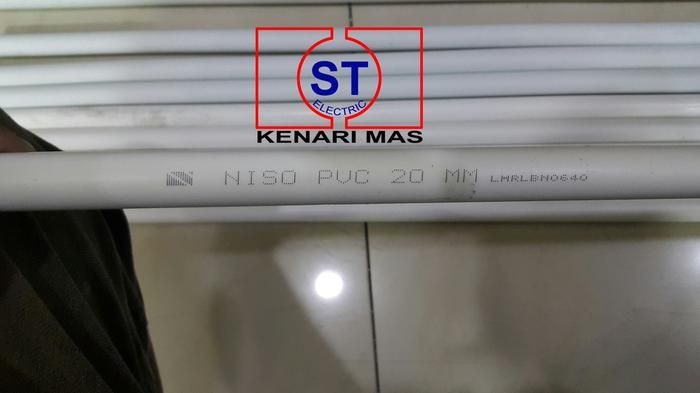 ST
ELECTRIC
KENARI MAS
NISO PVC 20 MM LMRLBN0640